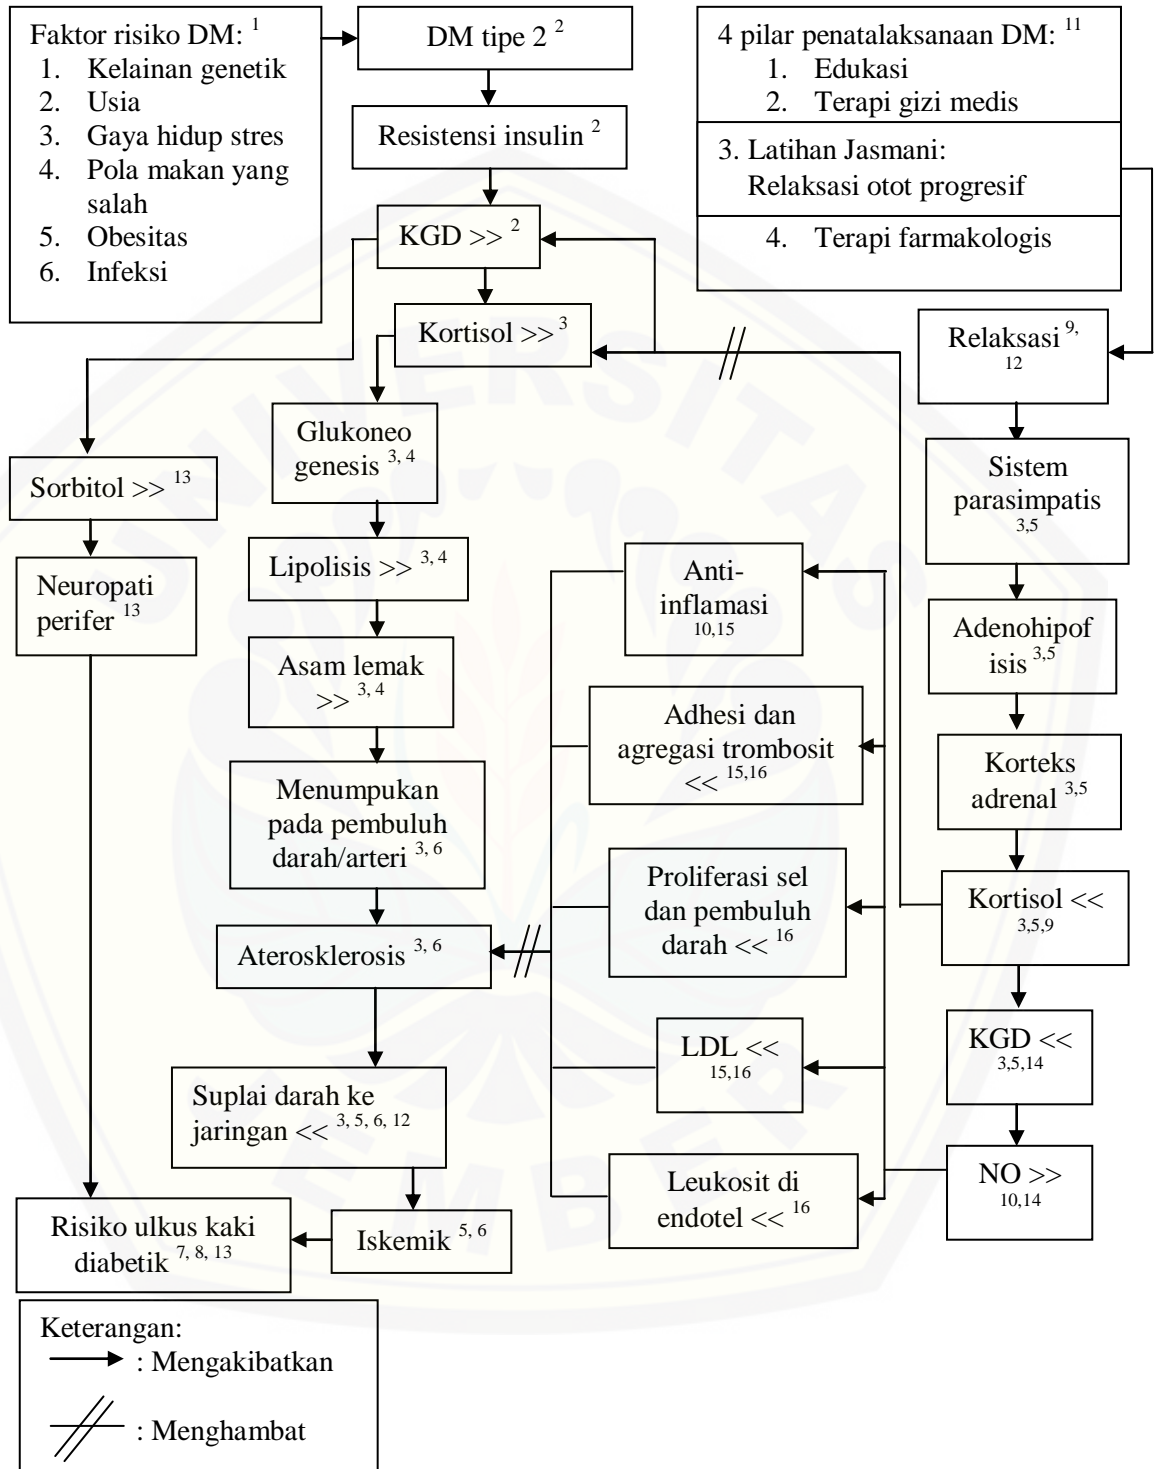 Faktor risiko DM: 1
1. Kelainan genetik
2. Usia
3. Gaya hidup stres
4. Pola makan yang
salah
5. Obesitas
6. Infeksi
DM tipe 2 2
Resistensi insulin 2
KGD >> 2
Kortisol >> 3
4 pilar penatalaksanaan DM: 11
1. Edukasi
2. Terapi gizi medis
3. Latihan Jasmani:
Relaksasi otot progresif
4. Terapi farmakologis
Relaksasi 9,
12
Sistem
parasimpatis
3,5
Adenohipof
isis 3,5
Korteks
adrenal 3,5
Kortisol <<
3,5,9
KGD <<
3,5,14
NO >>
10,14
Glukoneo
genesis 3, 4
Lipolisis >> 3, 4
Asam lemak
>> 3, 4
Menumpukan
pada pembuluh
darah/arteri 3, 6
Aterosklerosis 3, 6
Suplai darah ke
jaringan << 3, 5, 6, 12
Iskemik 5, 6
Sorbitol >> 13
Neuropati
perifer 13
Risiko ulkus kaki
diabetik 7, 8, 13
Anti-
inflamasi
10,15
Adhesi dan
agregasi trombosit
<< 15,16
Proliferasi sel
dan pembuluh
darah << 16
LDL <<
15,16
Leukosit di
endotel << 16
Keterangan:
: Mengakibatkan
: Menghambat
UNIVERSITAS
JEMBER